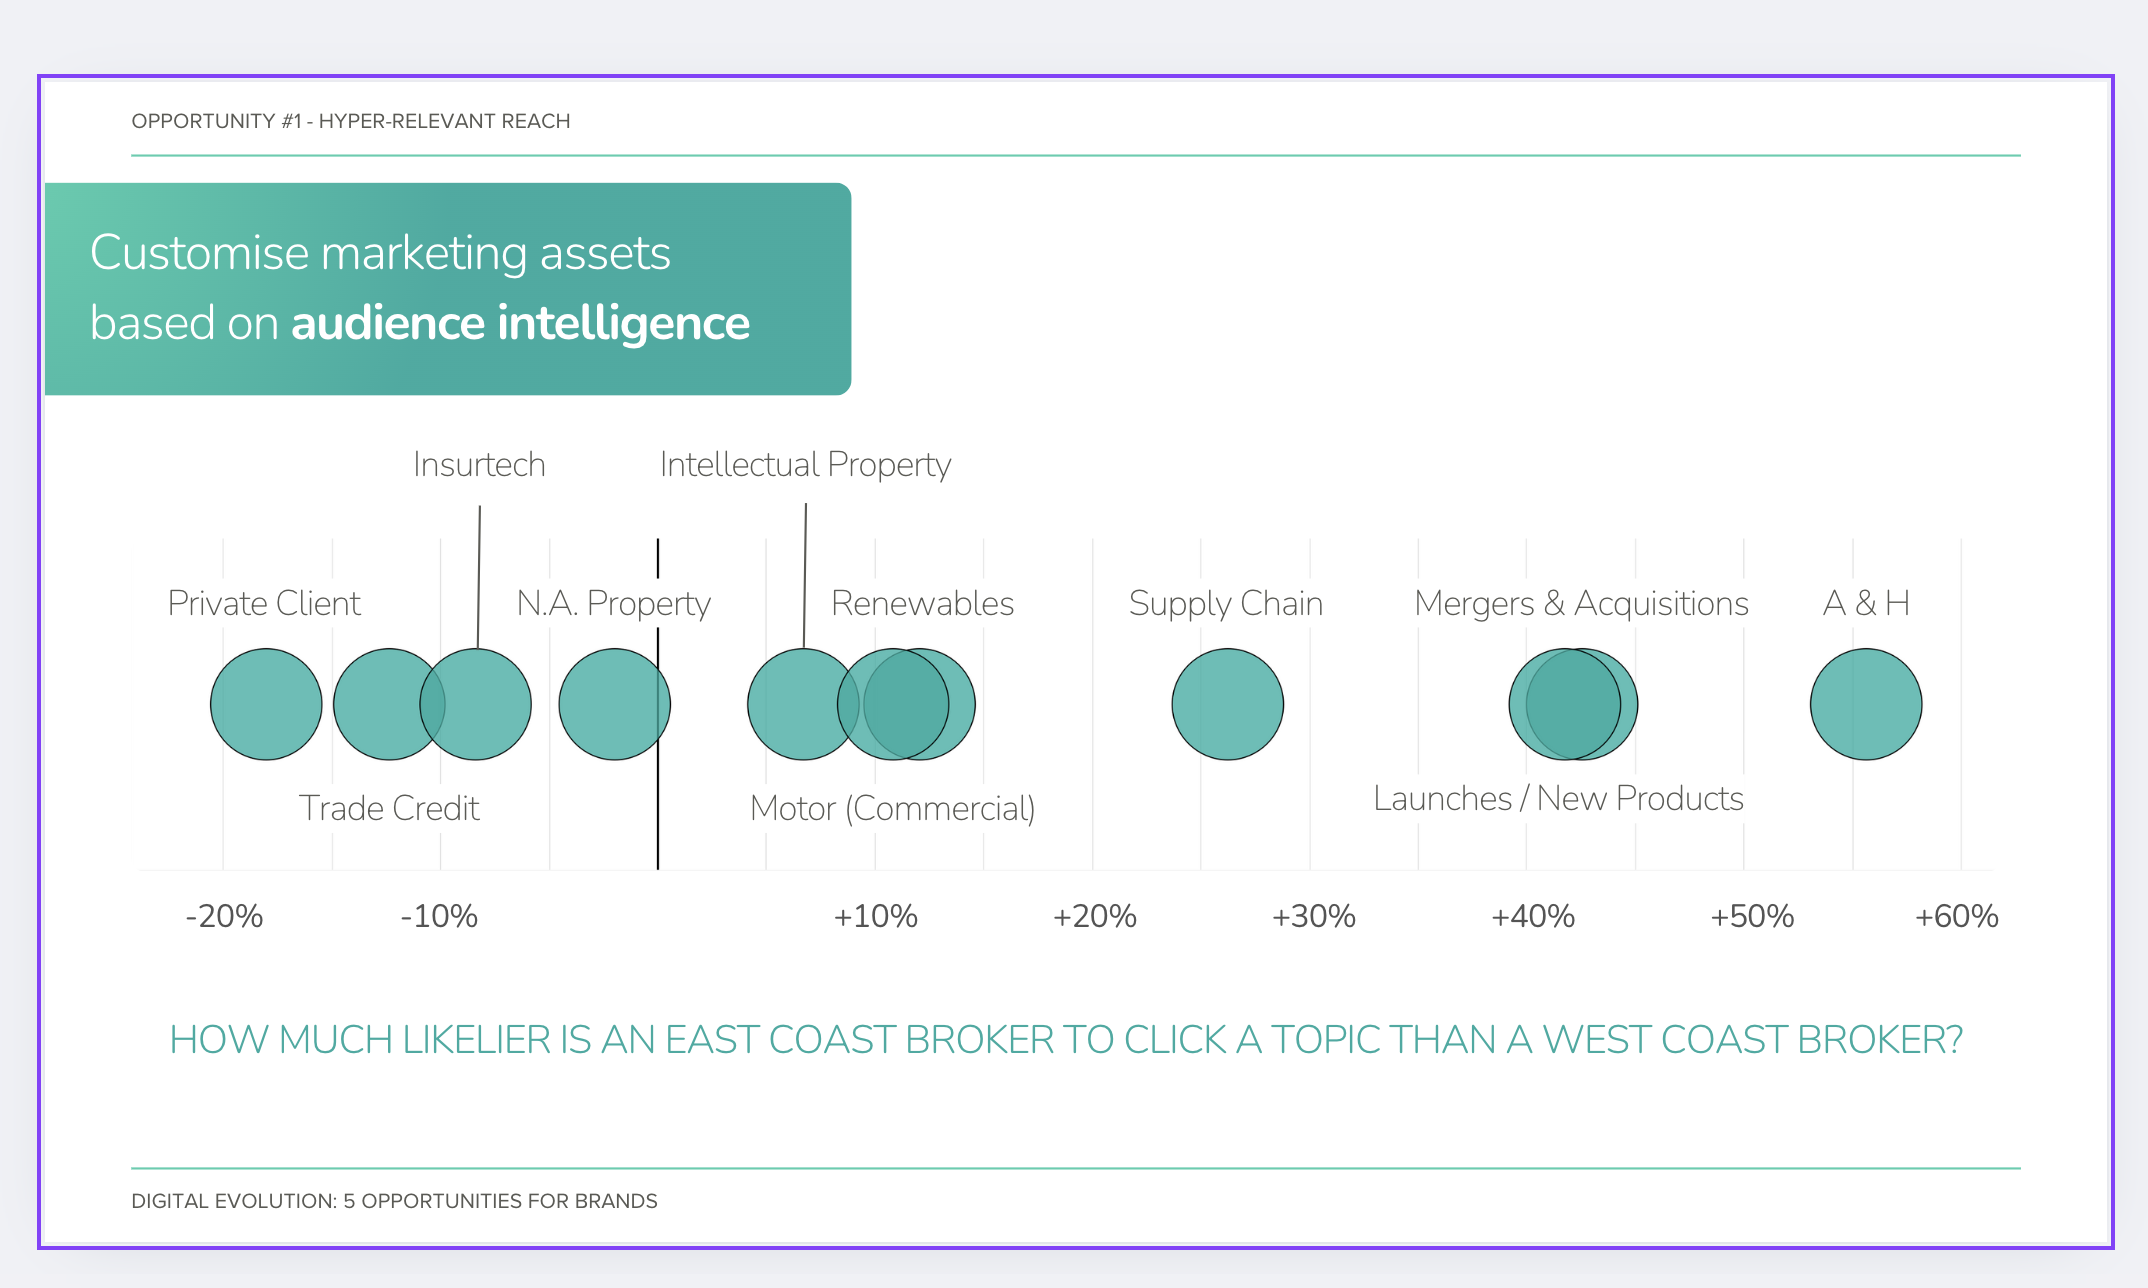 OPPORTUNITY #1 - HYPER-RELEVANT REACH
Customise marketing assets
based on audience intelligence
Insurtech
Intellectual Property
Private Client
N.A. Property
Renewables
Supply Chain
Mergers & Acquisitions
A & H
Trade Credit
Motor (Commercial)
Launches / New Products
-20%
-10%
+10%
+20%
+30%
+40%
+50%
+60%
HOW MUCH LIKELIER IS AN EAST COAST BROKER TO CLICK A TOPIC THAN A WEST COAST BROKER?
DIGITAL EVOLUTION: 5 OPPORTUNITIES FOR BRANDS